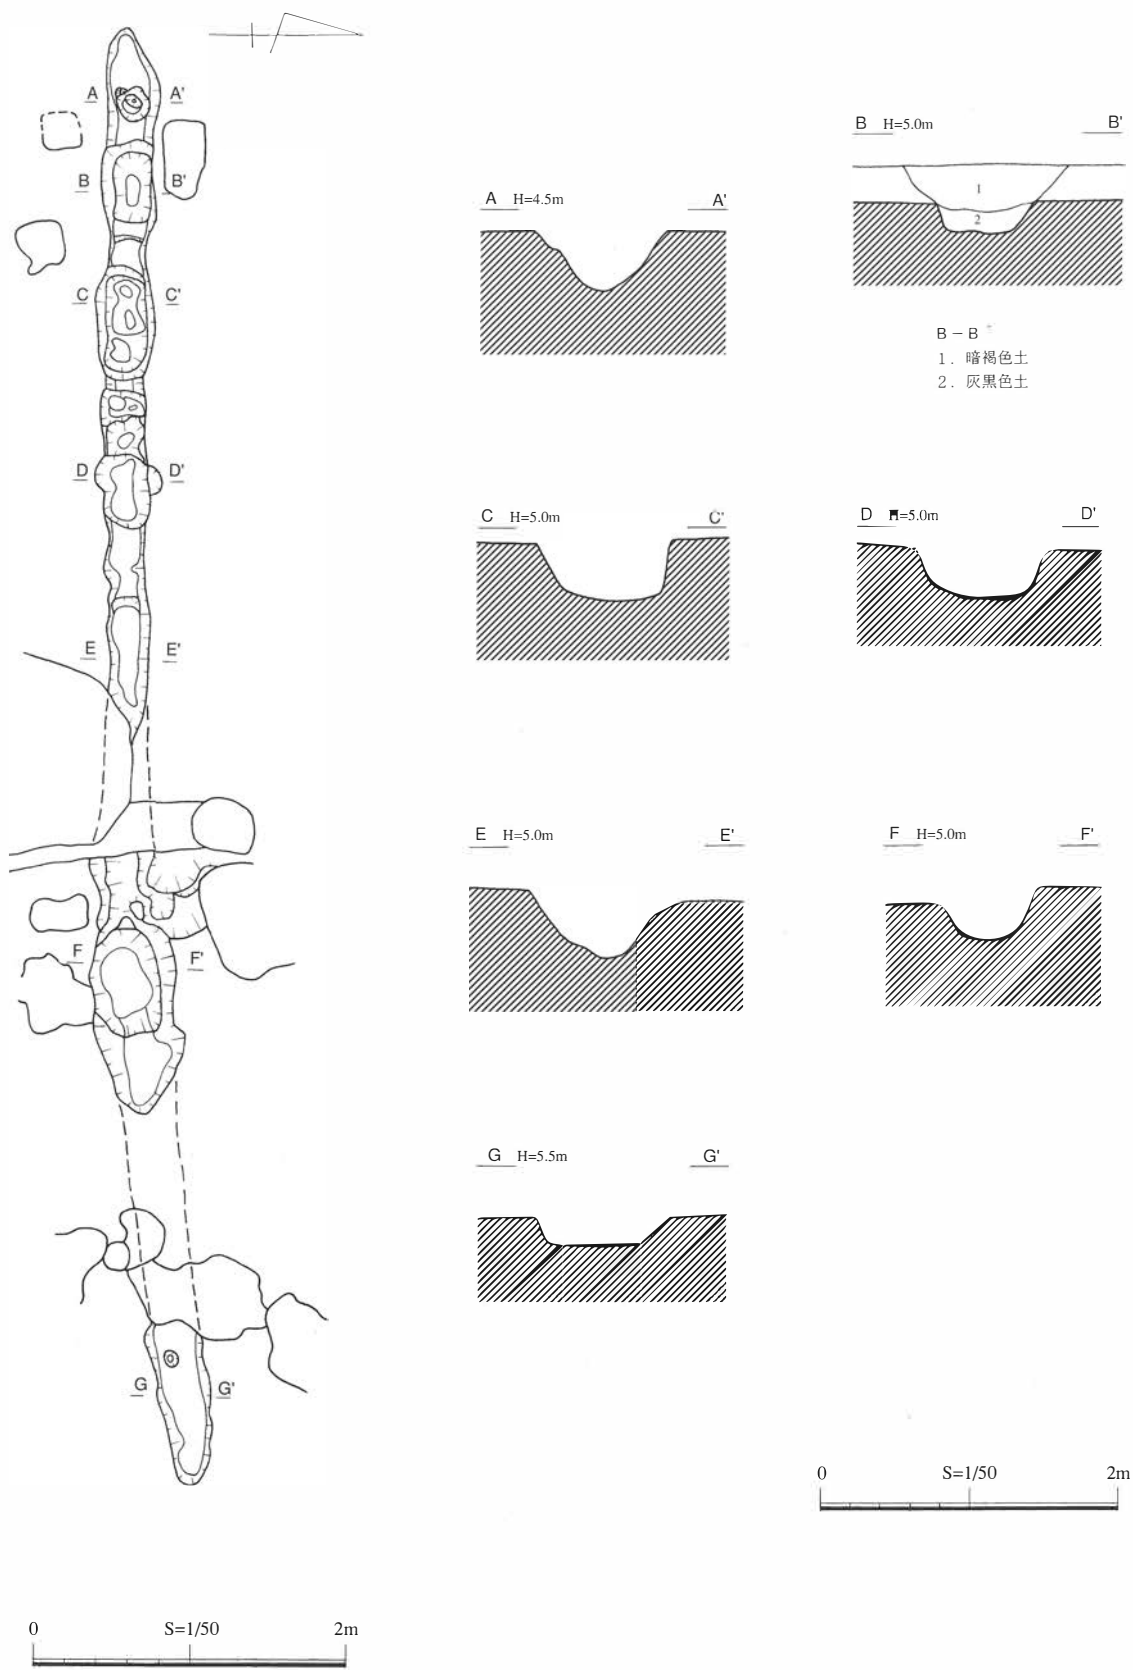 A A'
B B'
C C'
D D'
E E'
F F'
G G'
0 S=1/50 2m
A H=4.5m A'
B H=5.0m B'
1
2
B－B'
1．暗褐色土
2．灰黒色土
C H=5.0m C'
D H=5.0m D'
E H=5.0m E'
F H=5.0m F'
G H=5.5m G'
0 S=1/50 2m